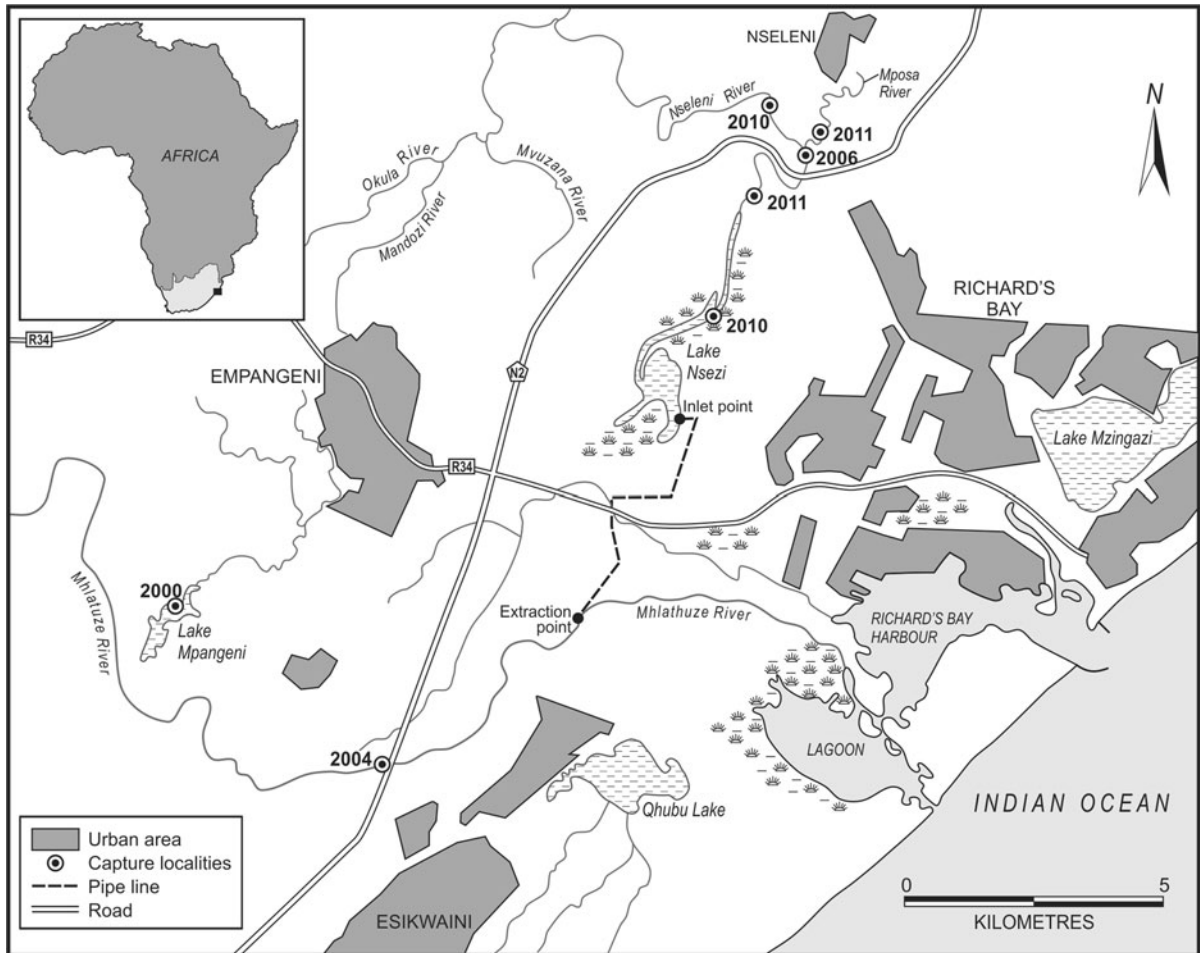 AFRICA
NSELENI
Mposa
River
N
Nseleni River
2010
2011
2006
2011
Okula River
Mvuzana River
Mandozi River
RICHARD'S
BAY
R34
2010
EMPANGENI
N2
Lake
Nsezi
Inlet point
Lake Mzingazi
R34
2000
Lake
Mpangeni
Mhlatuze River
Extraction
point
Mhlathuze River
RICHARD'S BAY
HARBOUR
2004
LAGOON
Qhubu Lake
INDIAN OCEAN
Urban area
Capture localities
Pipe line
Road
ESIKWAINI
0 5
KILOMETRES